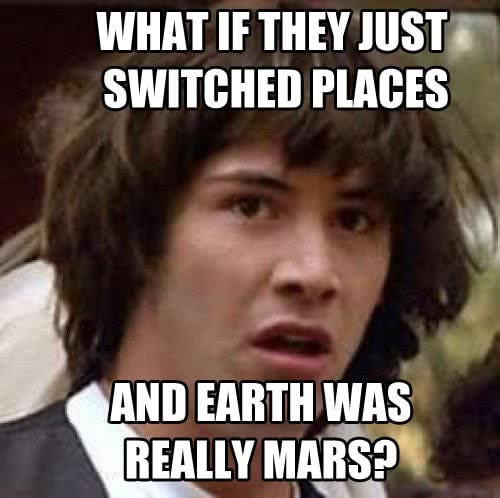 WHAT IF THEY JUST
SWITCHED PLACES
AND EARTH WAS
REALLY MARS?